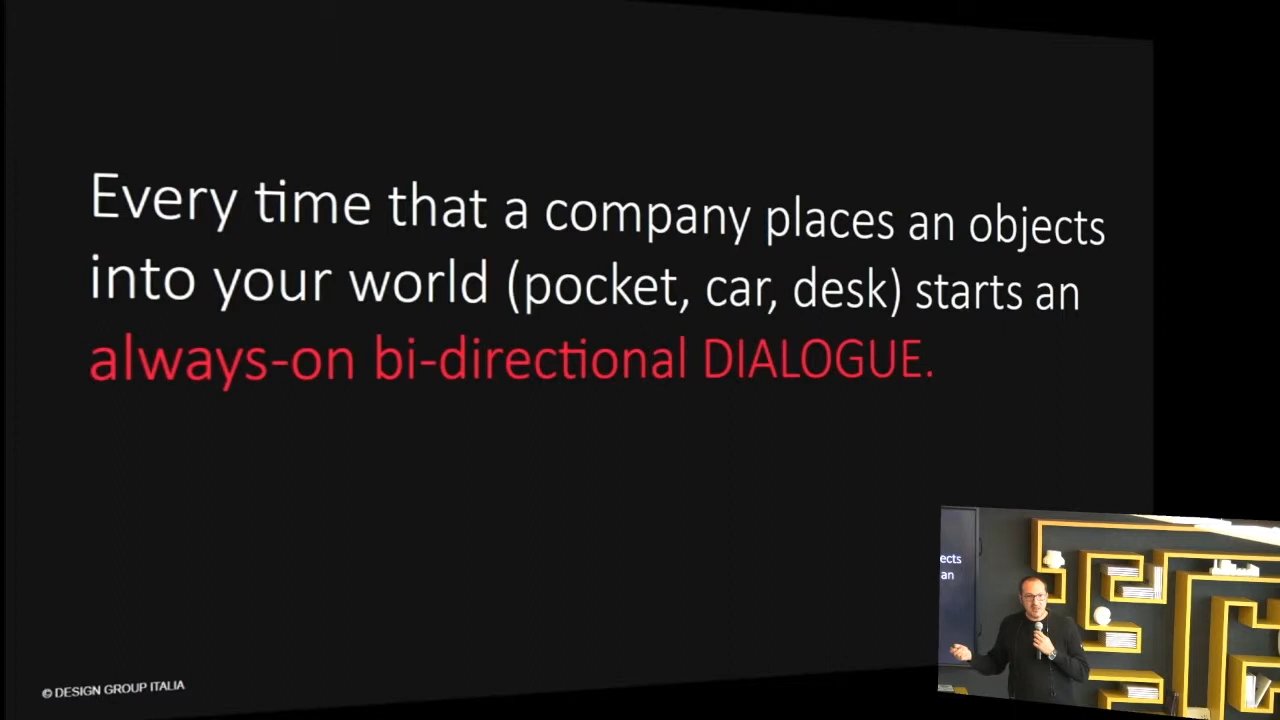 Every time that a company places an objects
into your world (pocket, car, desk) starts an
always-on bi-directional DIALOGUE.
© DESIGN GROUP ITALIA
ects
an